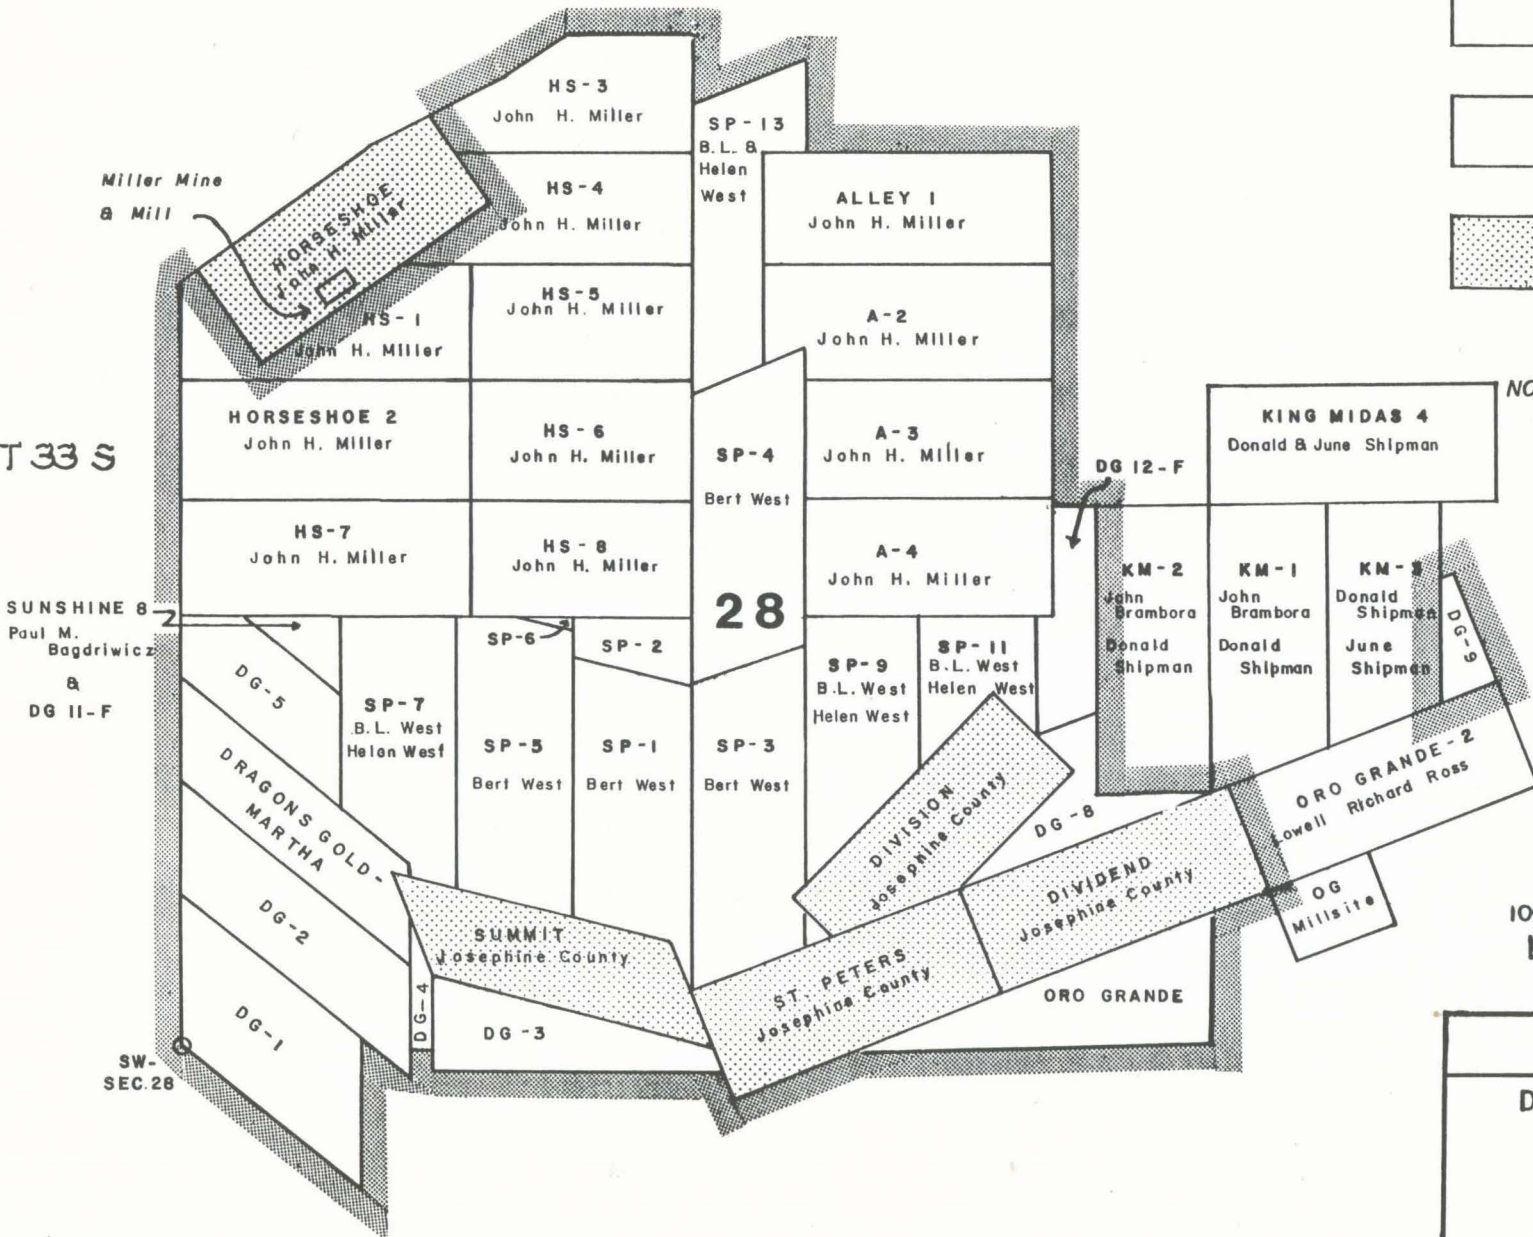 HS-3
John H. Miller
SP-13
B.L. &
Helen
West
Miller Mine
& Mill
HORSESHOE
John H. Miller
HS-4
John H. Miller
ALLEY 1
John H. Miller
HS-1
John H. Miller
HS-5
John H. Miller
A-2
John H. Miller
T 33 S
HORSESHOE 2
John H. Miller
HS-6
John H. Miller
SP-4
Bert West
A-3
John H. Miller
DG 12-F
KING MIDAS 4
Donald & June Shipman
NO
HS-7
John H. Miller
HS-8
John H. Miller
28
A-4
John H. Miller
KM-2
John
Brambora
Donald
Shipman
KM-1
John
Brambora
Donald
Shipman
KM-3
Donald
Shipman
June
Shipman
DG-9
SUNSHINE 8
Paul M.
Bagdriwicz
&
DG 11-F
DG-5
SP-7
B.L. West
Helen West
SP-6
SP-5
Bert West
SP-2
SP-1
Bert West
SP-3
Bert West
SP-9
B.L. West
Helen West
SP-11
B.L. West
Helen West
DRAGONS GOLD-
MARTHA
DG-2
DG-1
SW-
SEC. 28
DG-4
SUMMIT
Josephine County
DG-3
DIVISION
Josephine County
DG-8
ST. PETERS
Josephine County
DIVIDEND
Josephine County
ORO GRANDE-2
Lowell Richard Ross
OG
Millsite
ORO GRANDE
10
D